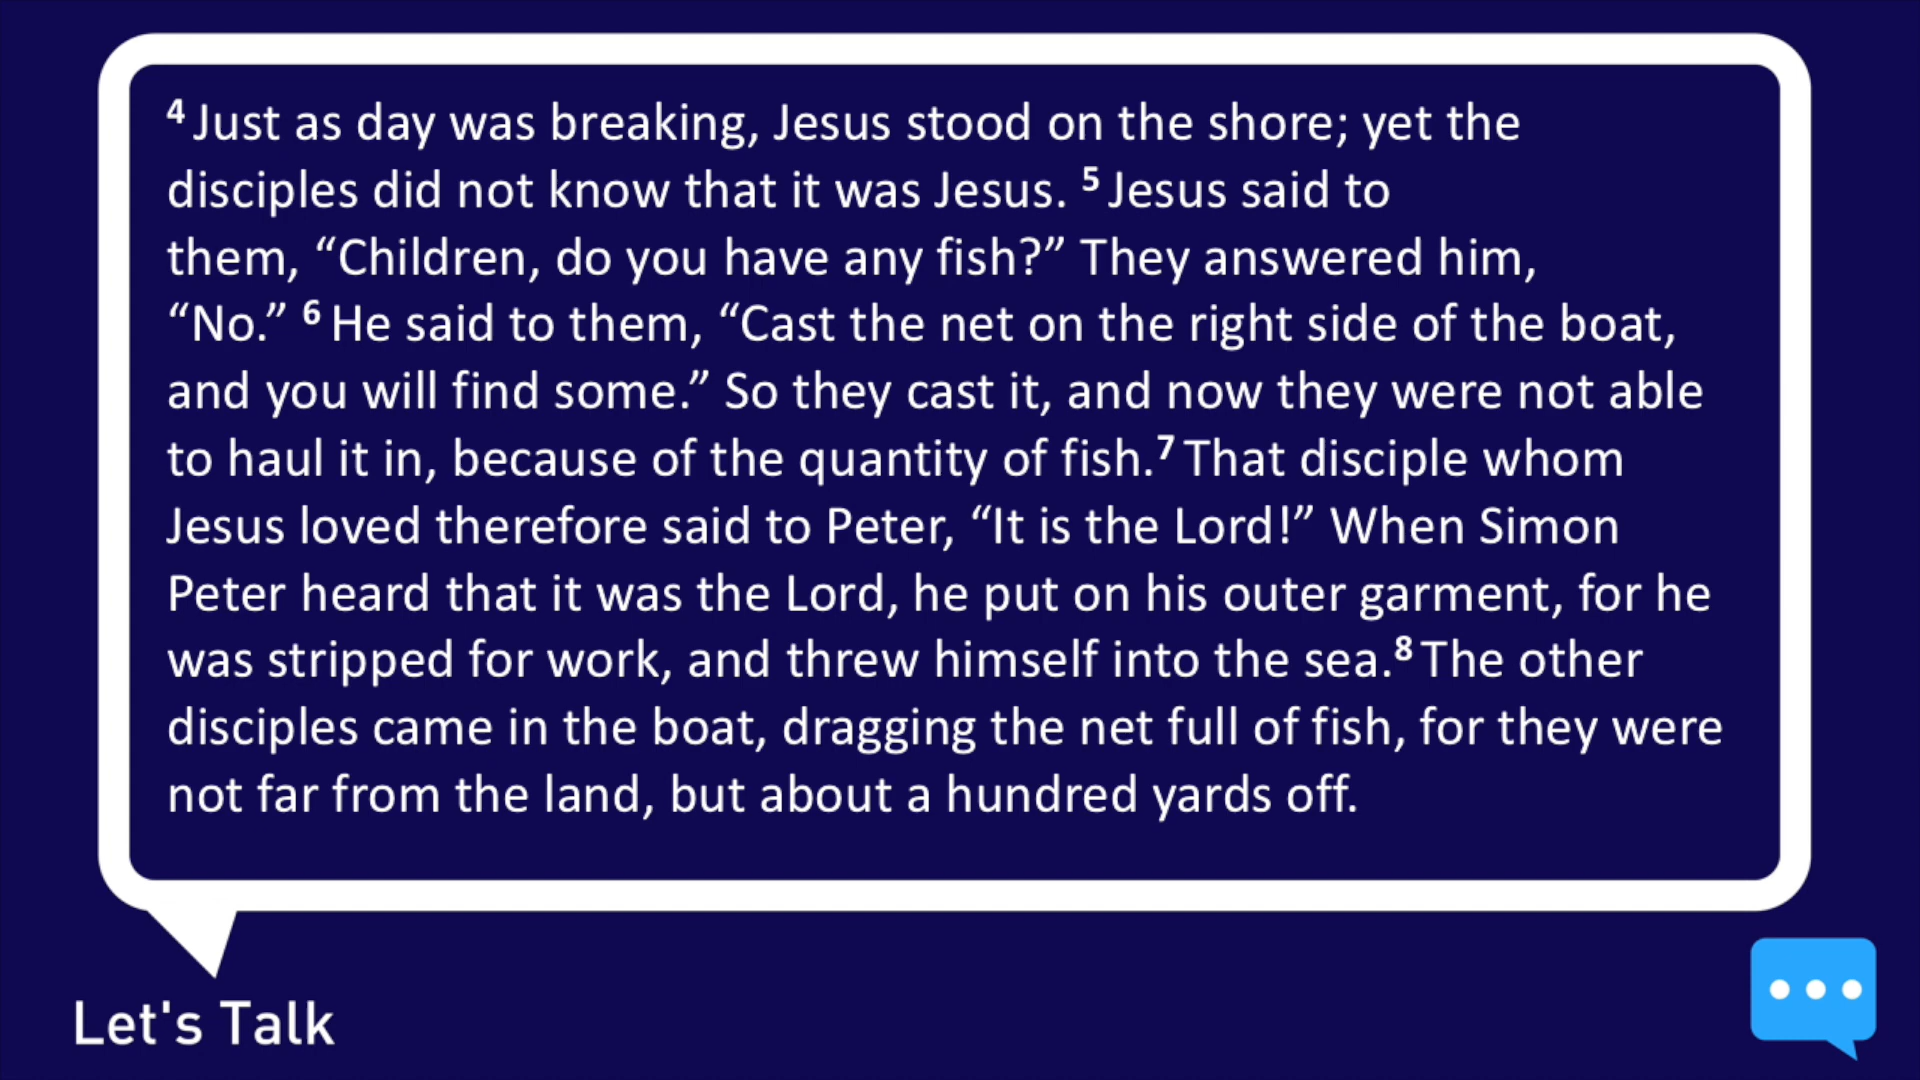 ⁴ Just as day was breaking, Jesus stood on the shore; yet the
disciples did not know that it was Jesus. ⁵ Jesus said to
them, “Children, do you have any fish?” They answered him,
“No.” ⁶ He said to them, “Cast the net on the right side of the boat,
and you will find some.” So they cast it, and now they were not able
to haul it in, because of the quantity of fish.⁷ That disciple whom
Jesus loved therefore said to Peter, “It is the Lord!” When Simon
Peter heard that it was the Lord, he put on his outer garment, for he
was stripped for work, and threw himself into the sea.⁸ The other
disciples came in the boat, dragging the net full of fish, for they were
not far from the land, but about a hundred yards off.
Let's Talk